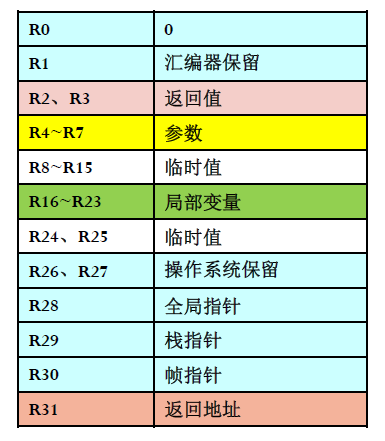 R0 0
R1 汇编器保留
R2、R3 返回值
R4~R7 参数
R8~R15 临时值
R16~R23 局部变量
R24、R25 临时值
R26、R27 操作系统保留
R28 全局指针
R29 栈指针
R30 帧指针
R31 返回地址